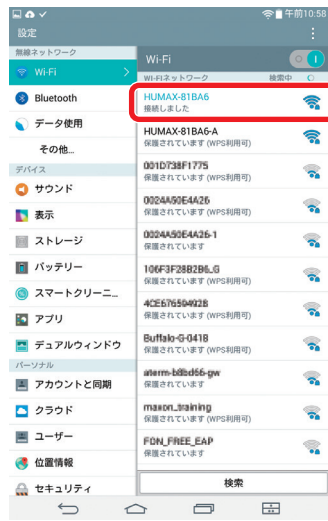 午前10:58
設定
無線ネットワーク
Wi-Fi
Bluetooth
データ使用
その他...
デバイス
サウンド
表示
ストレージ
バッテリー
スマートクリーニ...
アプリ
デュアルウィンドウ
パーソナル
アカウントと同期
クラウド
ユーザー
位置情報
セキュリティ
Wi-Fi
WI-FIネットワーク 検索中
HUMAX-81BA6
接続しました
HUMAX-81BA6-A
保護されています (WPS利用可)
001D738F1775
保護されています (WPS利用可)
0024A50E4A26
保護されています (WPS利用可)
0024A50E4A26-1
保護されています
106F3F28B2B6_G
保護されています (WPS利用可)
4CE67659492B
保護されています (WPS利用可)
Buffalo-G-0418
保護されています (WPS利用可)
aterm-b8bd66-gw
保護されています
maxon_training
保護されています (WPS利用可)
FON_FREE_EAP
保護されています
検索